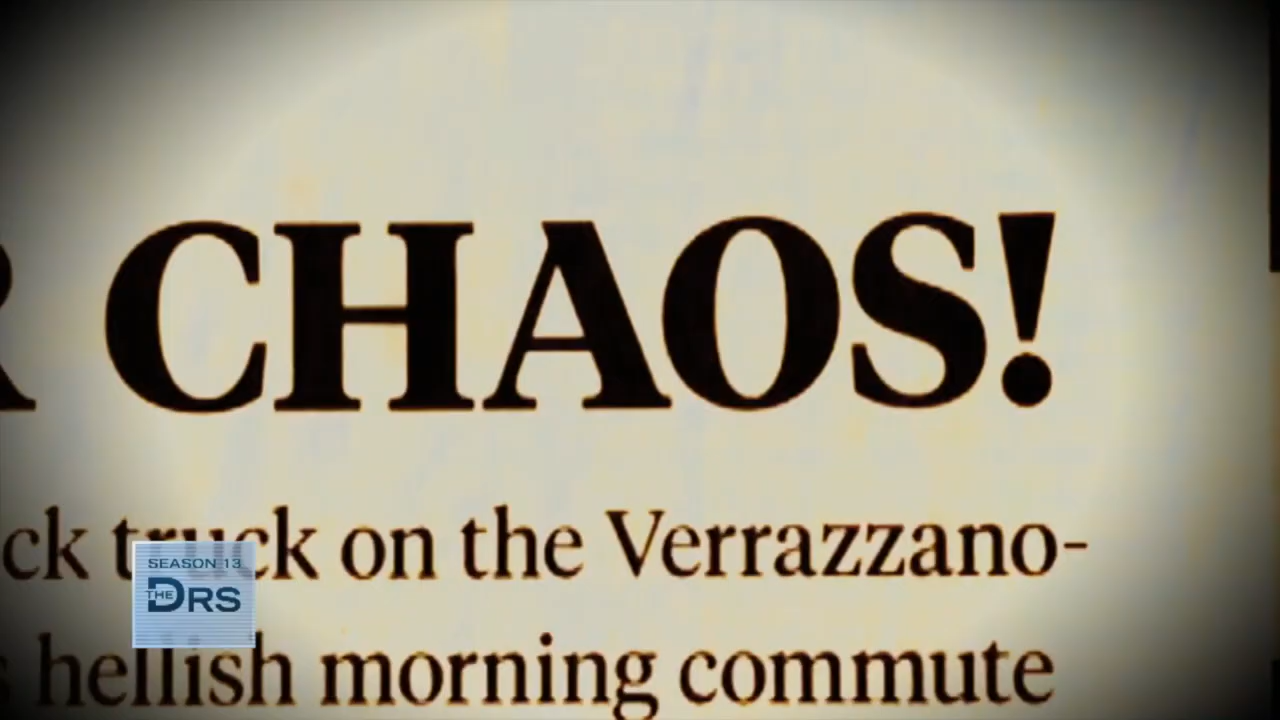 R CHAOS!
ck truck on the Verrazzano-
s hellish morning commute
SEASON 13
THE DRS